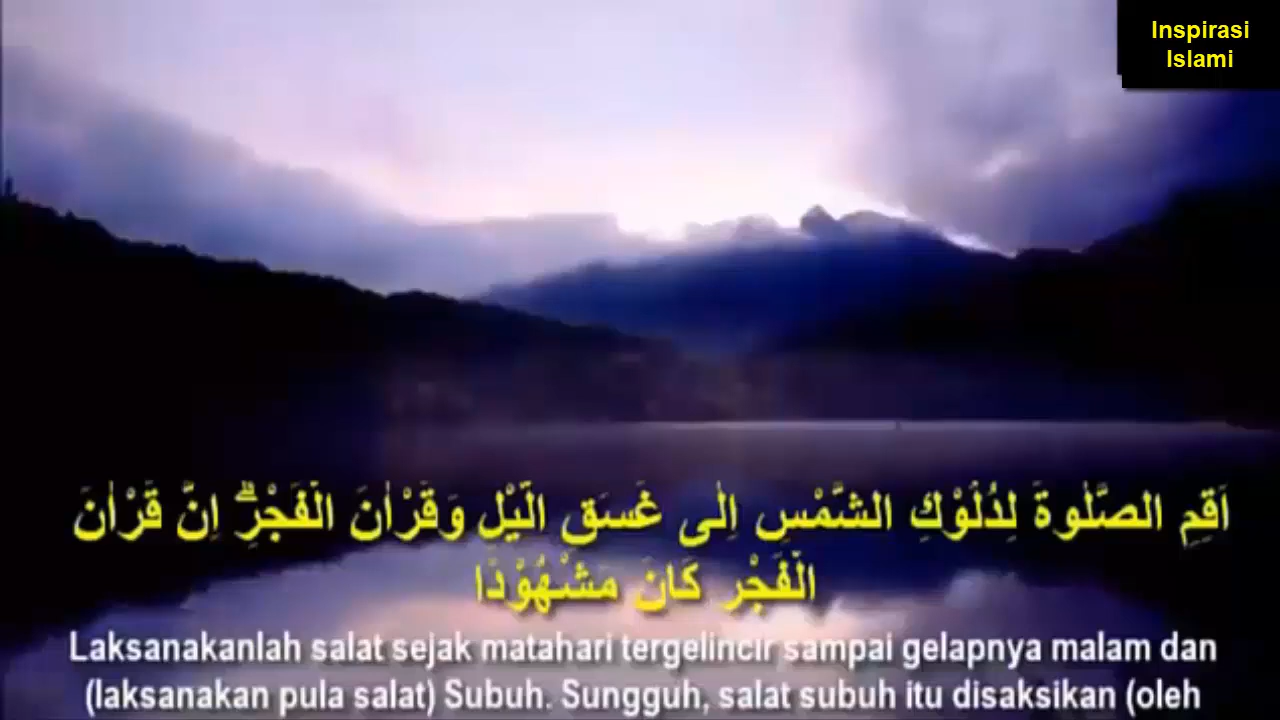 Inspirasi
Islami
اَقِمِ الصَّلٰوةَ لِدُلُوْكِ الشَّمْسِ اِلٰى غَسَقِ الَّيْلِ وَقُرْاٰنَ الْفَجْرِۗ اِنَّ قُرْاٰنَ
الْفَجْرِ كَانَ مَشْهُوْدًا
Laksanakanlah salat sejak matahari tergelincir sampai gelapnya malam dan
(laksanakan pula salat) Subuh. Sungguh, salat subuh itu disaksikan (oleh